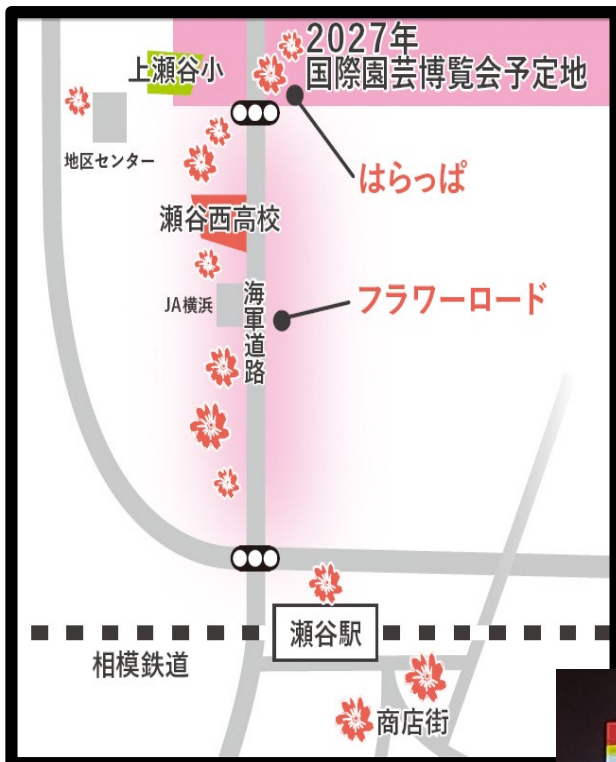 2027年
国際園芸博覧会予定地
上瀬谷小
地区センター
はらっぱ
瀬谷西高校
JA横浜
海軍道路
フラワーロード
瀬谷駅
相模鉄道
商店街